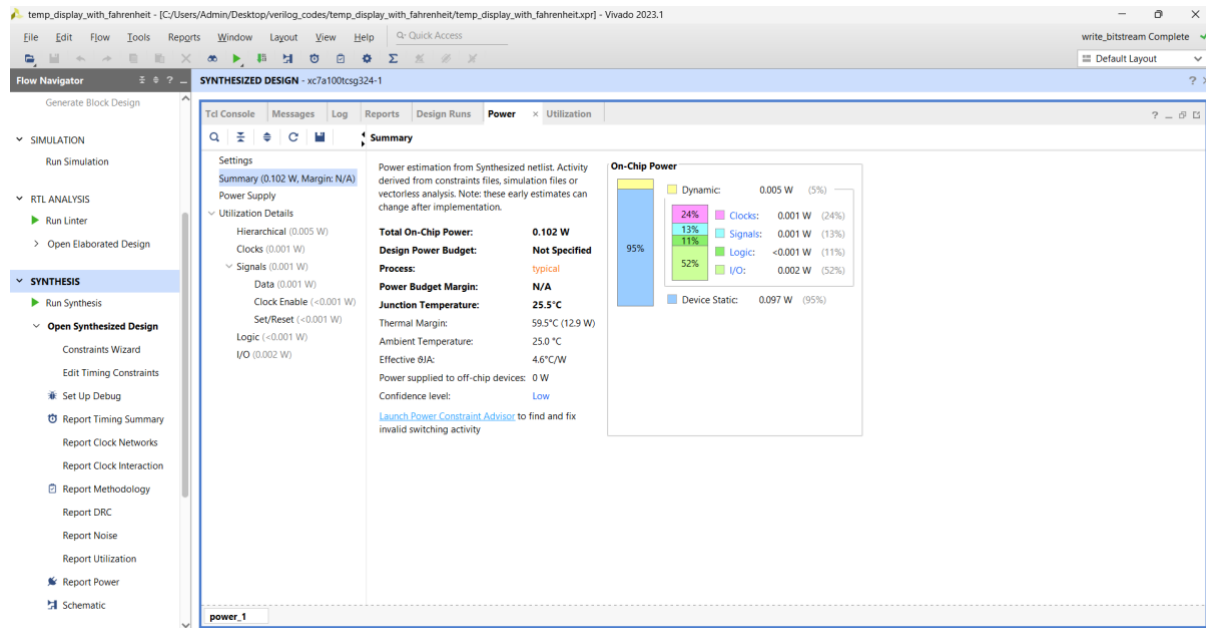 temp_display_with_fahrenheit - [C:/Users/Admin/Desktop/verilog_codes/temp_display_with_fahrenheit/temp_display_with_fahrenheit.xpr] - Vivado 2023.1
File Edit Flow Tools Reports Window Layout View Help Q- Quick Access
write_bitstream Complete
Default Layout
Flow Navigator
SYNTHESIZED DESIGN - xc7a100tcsg324-1
Generate Block Design
SIMULATION
Run Simulation
RTL ANALYSIS
Run Linter
Open Elaborated Design
SYNTHESIS
Run Synthesis
Open Synthesized Design
Constraints Wizard
Edit Timing Constraints
Set Up Debug
Report Timing Summary
Report Clock Networks
Report Clock Interaction
Report Methodology
Report DRC
Report Noise
Report Utilization
Report Power
Schematic
Tcl Console Messages Log Reports Design Runs Power × Utilization
Summary
Settings
Summary (0.102 W, Margin: N/A)
Power Supply
Utilization Details
Hierarchical (0.005 W)
Clocks (0.001 W)
Signals (0.001 W)
Data (0.001 W)
Clock Enable (<0.001 W)
Set/Reset (<0.001 W)
Logic (<0.001 W)
I/O (0.002 W)
Power estimation from Synthesized netlist. Activity
derived from constraints files, simulation files or
vectorless analysis. Note: these early estimates can
change after implementation.
Total On-Chip Power: 0.102 W
Design Power Budget: Not Specified
Process: typical
Power Budget Margin: N/A
Junction Temperature: 25.5°C
Thermal Margin: 59.5°C (12.9 W)
Ambient Temperature: 25.0 °C
Effective θJA: 4.6°C/W
Power supplied to off-chip devices: 0 W
Confidence level: Low
Launch Power Constraint Advisor to find and fix
invalid switching activity
On-Chip Power
Dynamic: 0.005 W (5%)
24% Clocks: 0.001 W (24%)
13% Signals: 0.001 W (13%)
11% Logic: <0.001 W (11%)
52% I/O: 0.002 W (52%)
95%
Device Static: 0.097 W (95%)
power_1